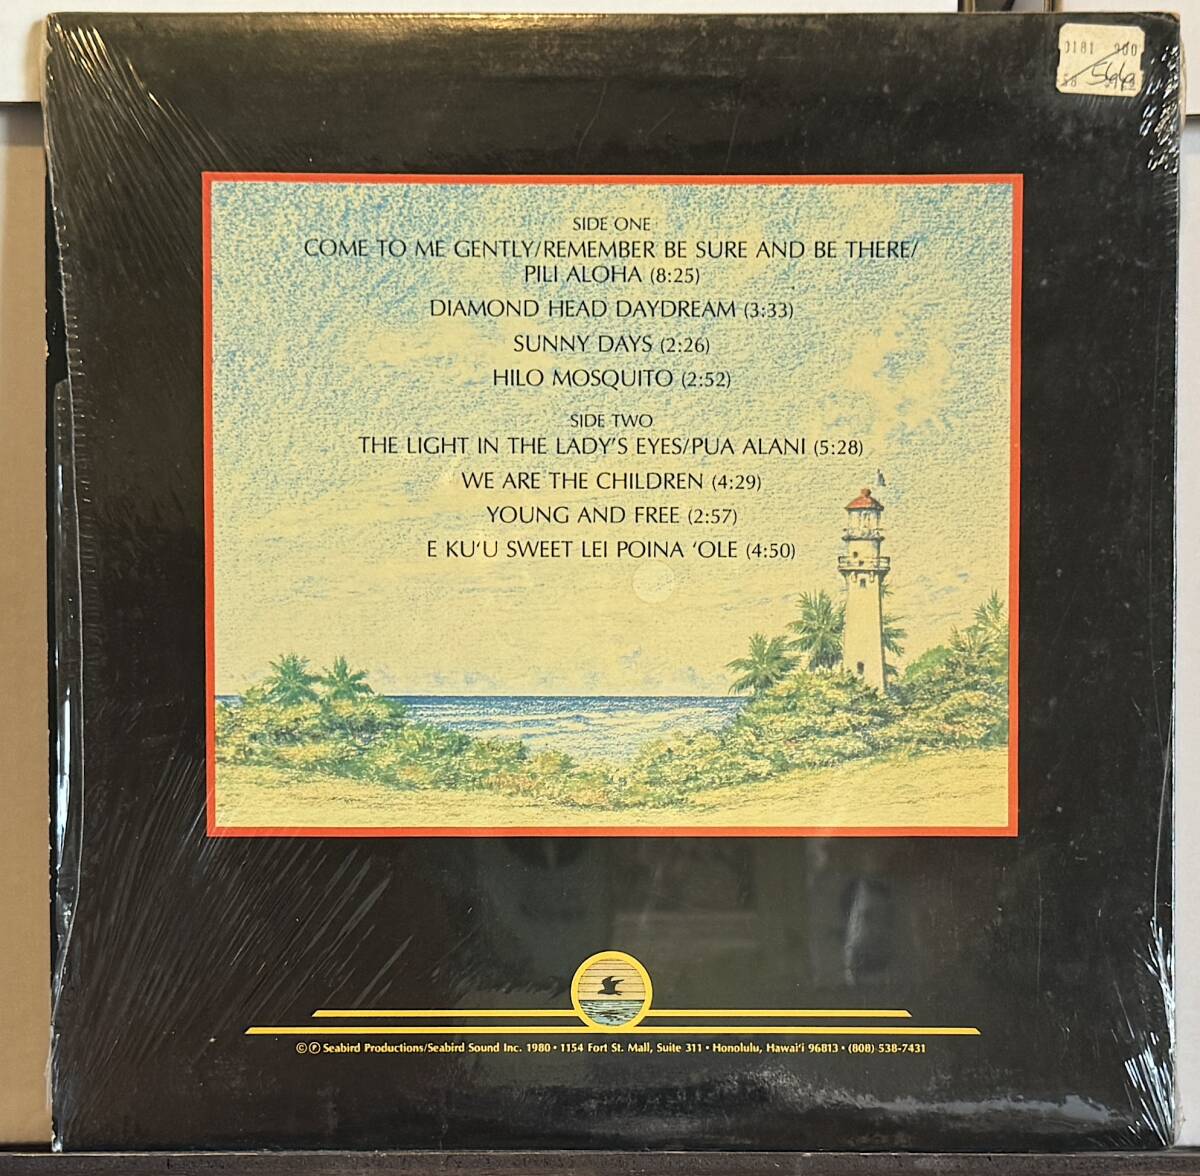 0181 900
SIDE ONE
COME TO ME GENTLY/REMEMBER BE SURE AND BE THERE/
PILI ALOHA (8:25)
DIAMOND HEAD DAYDREAM (3:33)
SUNNY DAYS (2:26)
HILO MOSQUITO (2:52)
SIDE TWO
THE LIGHT IN THE LADY'S EYES/PUA ALANI (5:28)
WE ARE THE CHILDREN (4:29)
YOUNG AND FREE (2:57)
E KU‘U SWEET LEI POINA ‘OLE (4:50)
©℗ Seabird Productions/Seabird Sound Inc. 1980 • 1154 Fort St. Mall, Suite 311 • Honolulu, Hawai‘i 96813 • (808) 538-7431